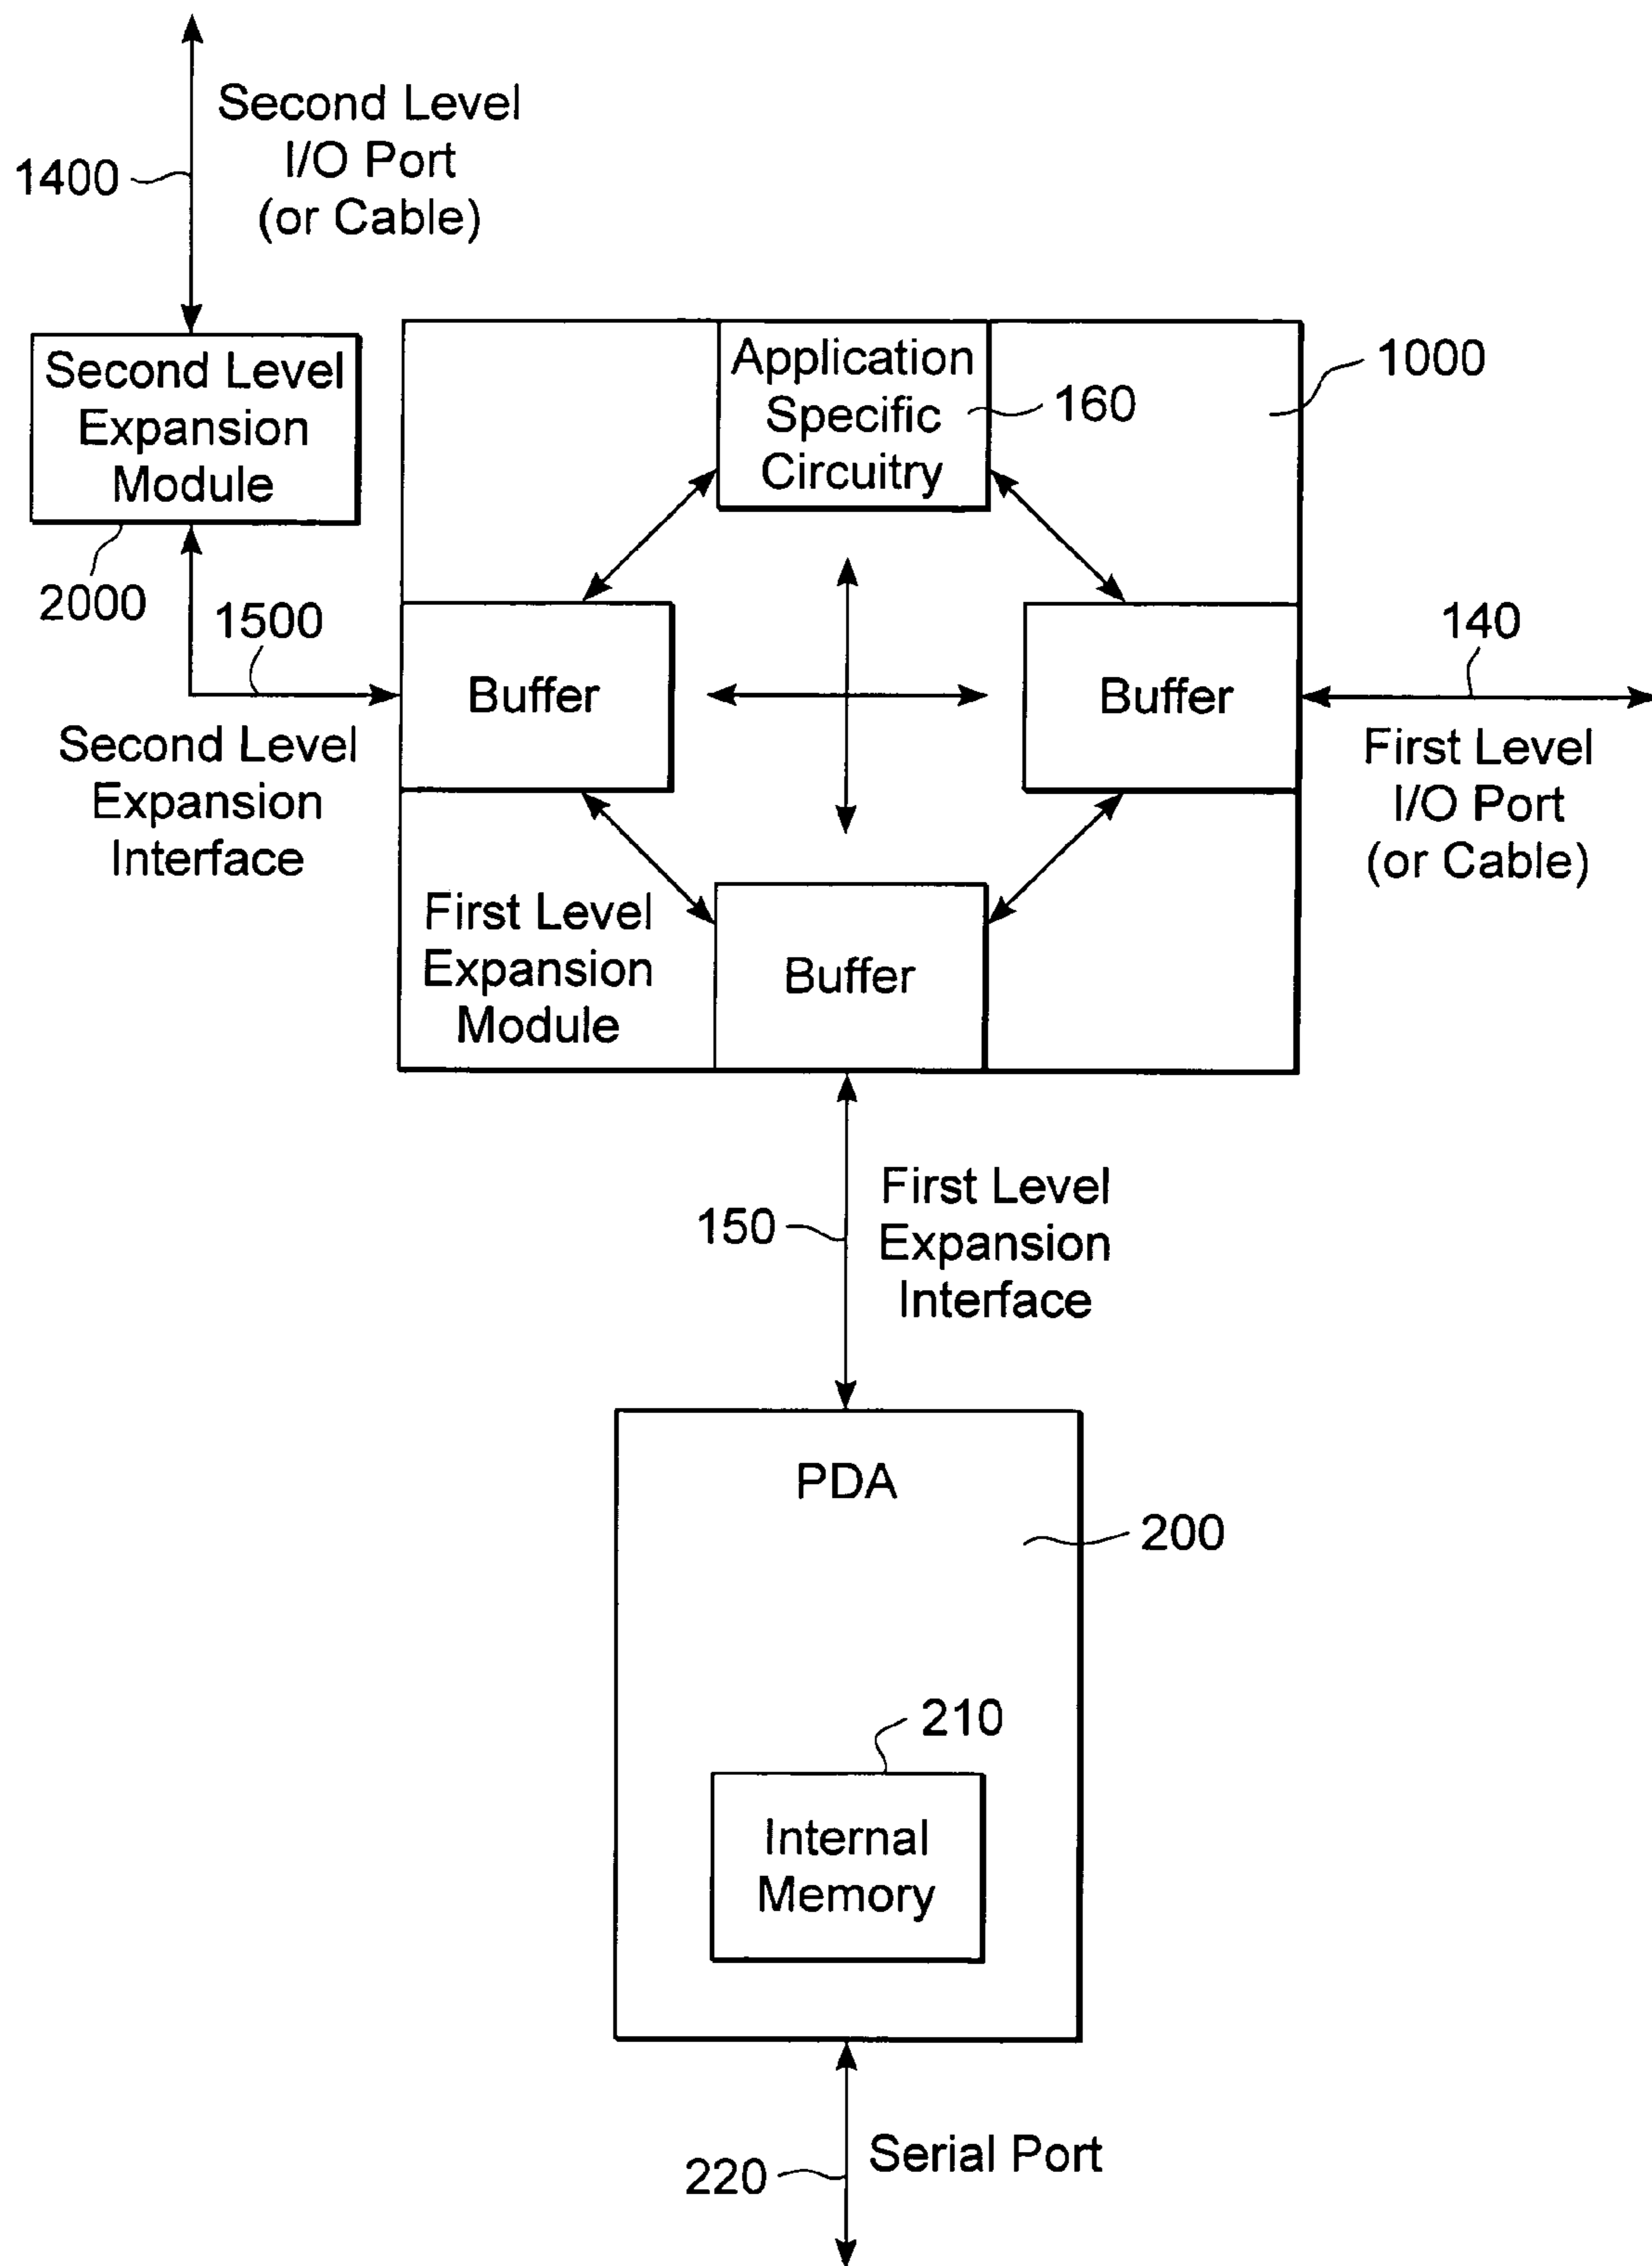 Second Level
I/O Port
(or Cable)
1400
Second Level
Expansion
Module
2000
1500
Second Level
Expansion
Interface
Application
Specific
Circuitry
160
1000
Buffer
Buffer
140
First Level
I/O Port
(or Cable)
First Level
Expansion
Module
Buffer
150
First Level
Expansion
Interface
PDA
200
210
Internal
Memory
220
Serial Port